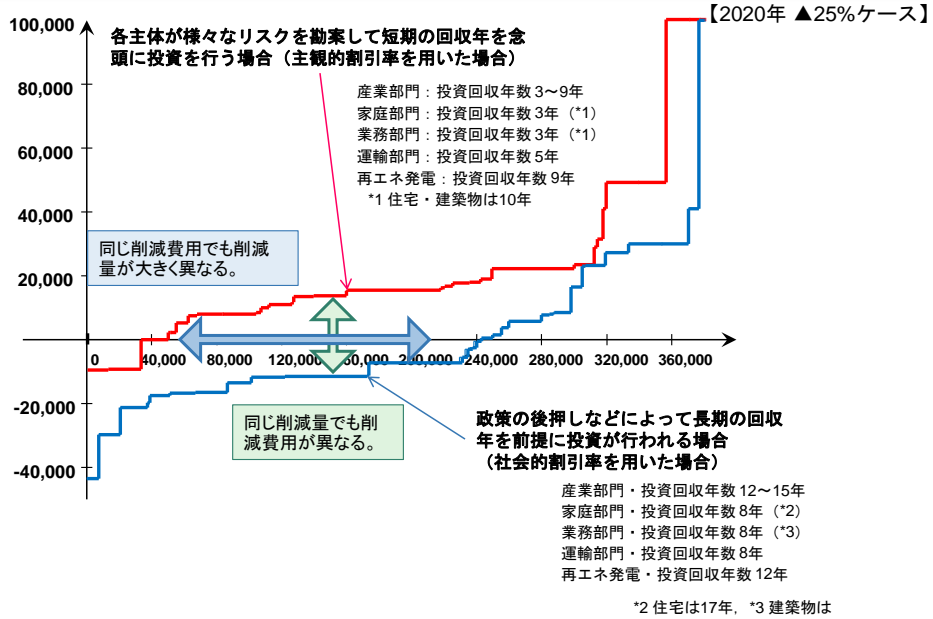 【2020年 ▲25%ケース】
100,000
80,000
60,000
40,000
20,000
-20,000
-40,000
各主体が様々なリスクを勘案して短期の回収年を念
頭に投資を行う場合（主観的割引率を用いた場合）
産業部門：投資回収年数3～9年
家庭部門：投資回収年数3年（*1）
業務部門：投資回収年数3年（*1）
運輸部門：投資回収年数5年
再エネ発電：投資回収年数9年
*1 住宅・建築物は10年
同じ削減費用でも削減
量が大きく異なる。
0
40,000
80,000
120,000
200,000
240,000
280,000
320,000
360,000
同じ削減量でも削
減費用が異なる。
政策の後押しなどによって長期の回収
年を前提に投資が行われる場合
（社会的割引率を用いた場合）
産業部門・投資回収年数12～15年
家庭部門・投資回収年数8年（*2）
業務部門・投資回収年数8年（*3）
運輸部門・投資回収年数8年
再エネ発電・投資回収年数12年
*2 住宅は17年，*3 建築物は